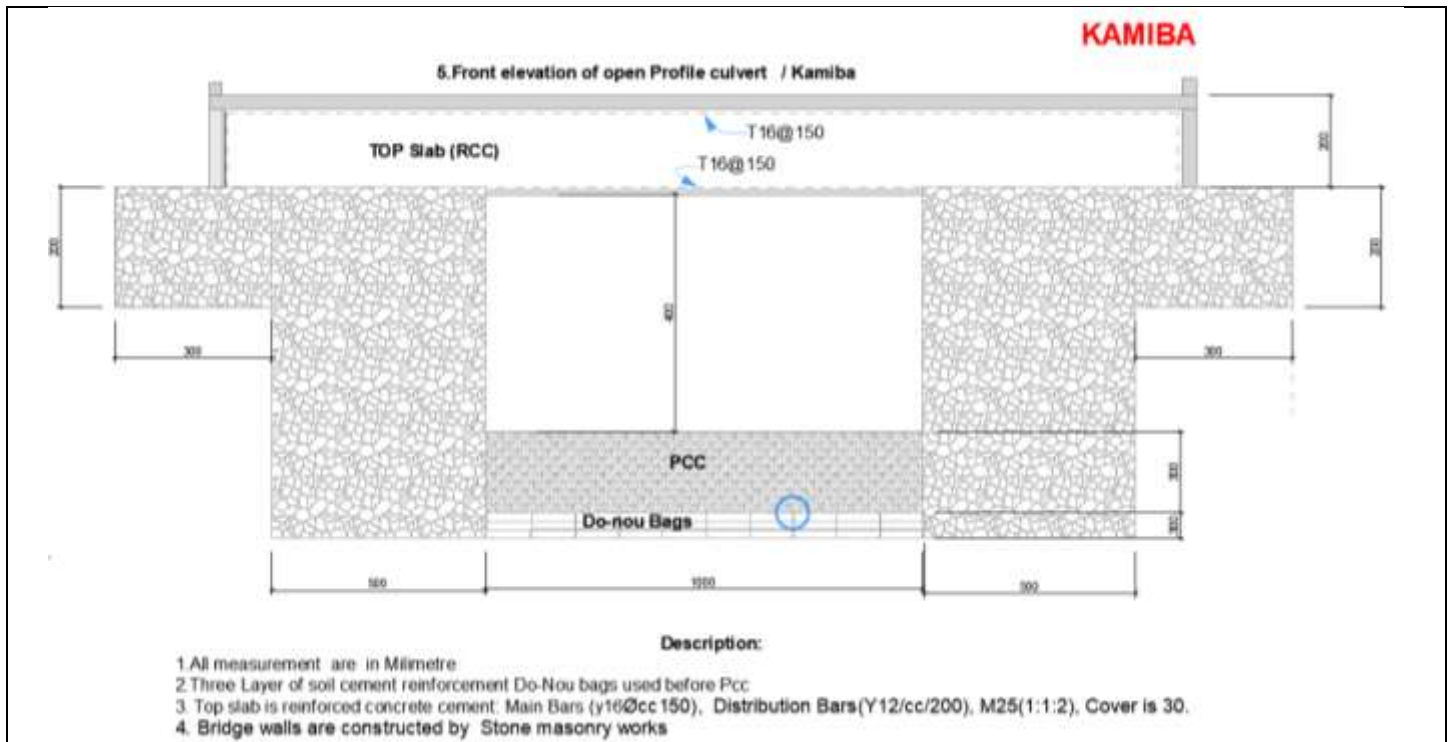 KAMIBA
5.Front elevation of open Profile culvert / Kamiba
T16@150
TOP Slab (RCC)
T16@150
200
200
200
400
300
300
PCC
300
Do-nou Bags
300
500
1000
500
Description:
1.All measurement are in Milimetre
2.Three Layer of soil cement reinforcement Do-Nou bags used before Pcc
3. Top slab is reinforced concrete cement: Main Bars (y16Øcc150), Distribution Bars(Y12/cc/200), M25(1:1:2), Cover is 30.
4. Bridge walls are constructed by Stone masonry works